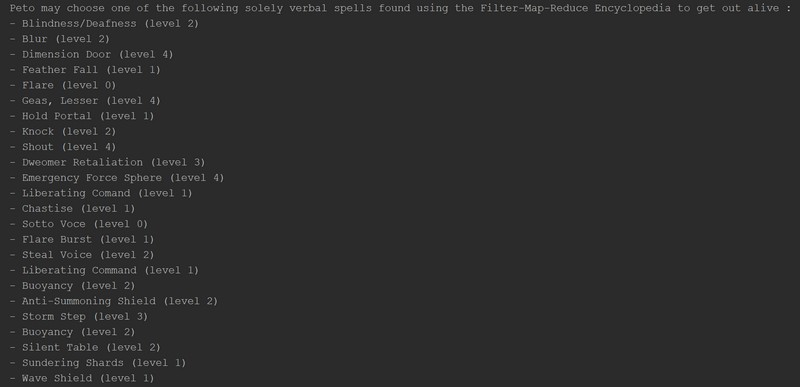 Peto may choose one of the following solely verbal spells found using the Filter-Map-Reduce Encyclopedia to get out alive :
- Blindness/Deafness (level 2)
- Blur (level 2)
- Dimension Door (level 4)
- Feather Fall (level 1)
- Flare (level 0)
- Geas, Lesser (level 4)
- Hold Portal (level 1)
- Knock (level 2)
- Shout (level 4)
- Dweomer Retaliation (level 3)
- Emergency Force Sphere (level 4)
- Liberating Comand (level 1)
- Chastise (level 1)
- Sotto Voce (level 0)
- Flare Burst (level 1)
- Steal Voice (level 2)
- Liberating Command (level 1)
- Buoyancy (level 2)
- Anti-Summoning Shield (level 2)
- Storm Step (level 3)
- Buoyancy (level 2)
- Silent Table (level 2)
- Sundering Shards (level 1)
- Wave Shield (level 1)